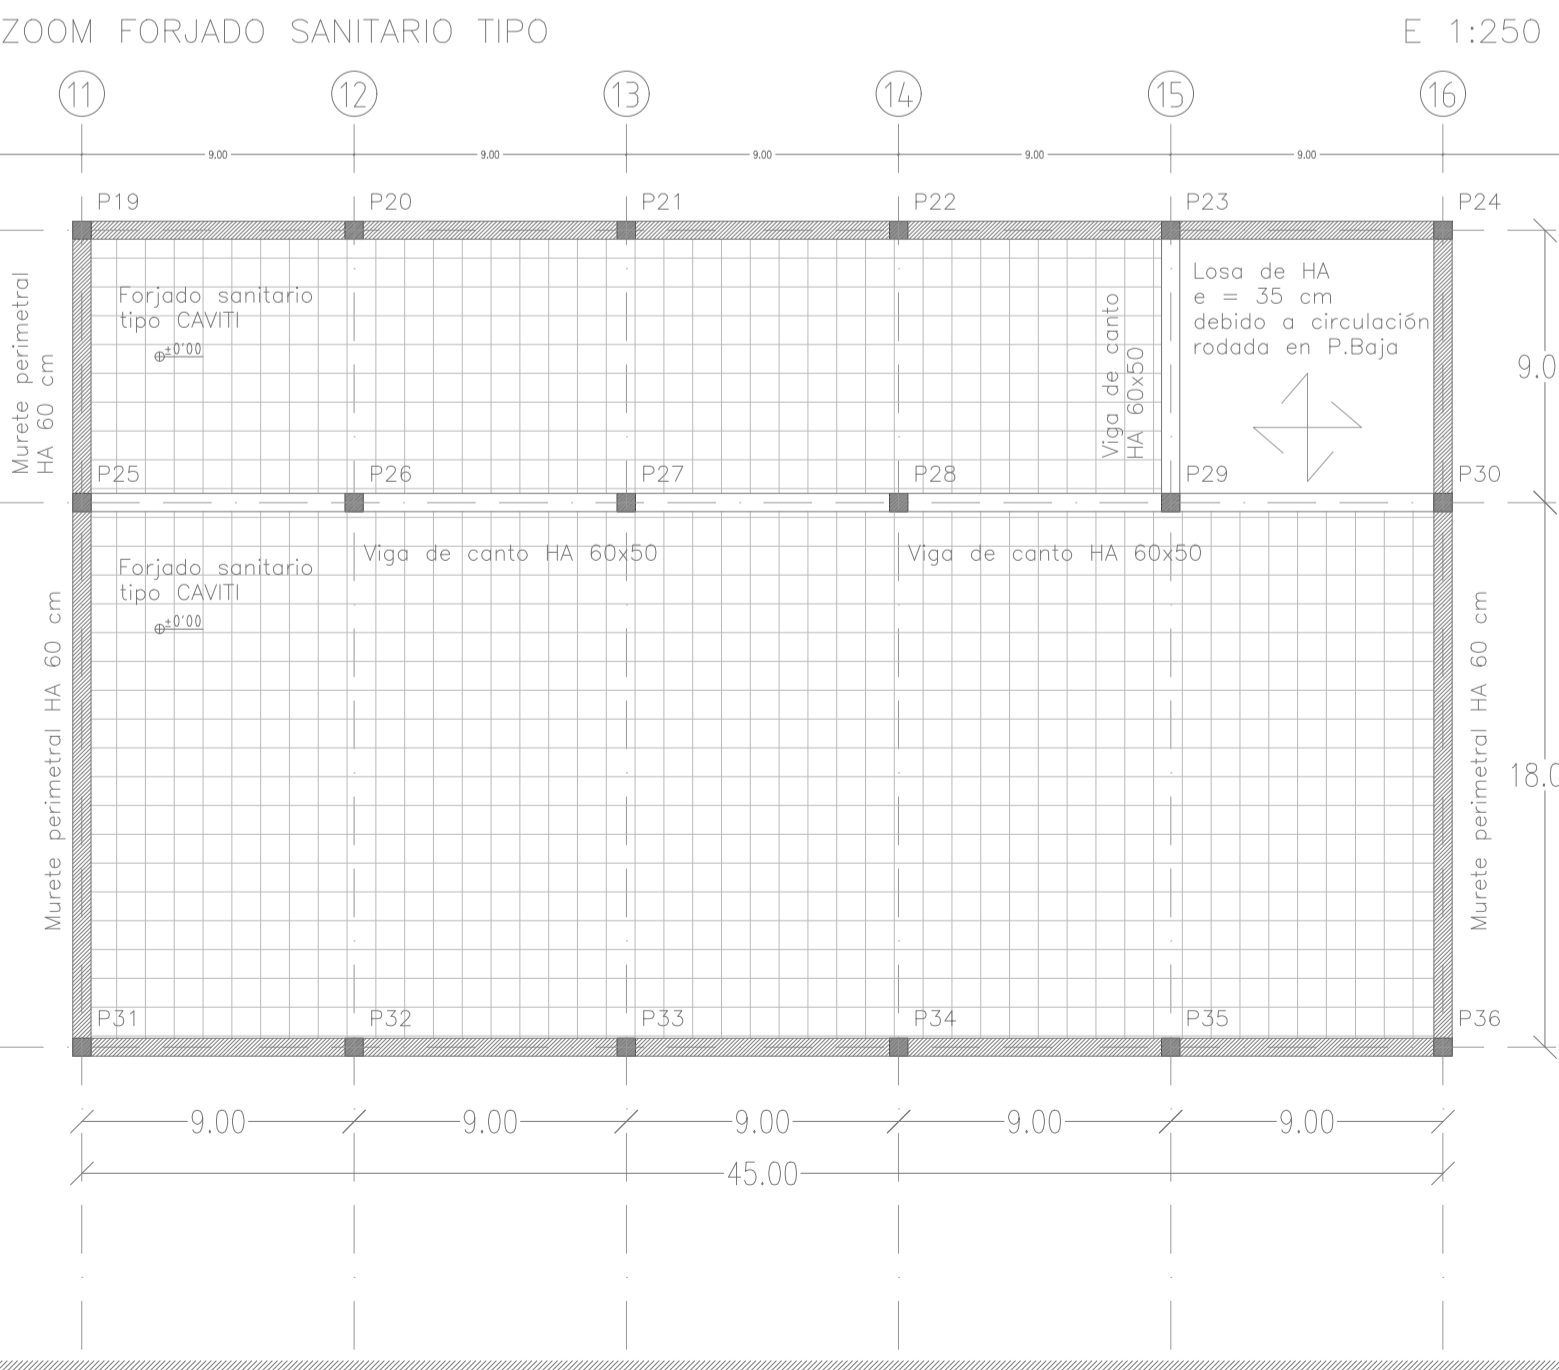 ZOOM FORJADO SANITARIO TIPO
E 1:250
11
12
13
14
15
16
9.00
9.00
9.00
9.00
9.00
P19
P20
P21
P22
P23
P24
Murete perimetral
HA 60 cm
Forjado sanitario
tipo CAVITI
±0'00
Viga de canto
HA 60x50
Losa de HA
e = 35 cm
debido a circulación
rodada en P.Baja
9.0
P25
P26
P27
P28
P29
P30
Viga de canto HA 60x50
Viga de canto HA 60x50
Forjado sanitario
tipo CAVITI
±0'00
Murete perimetral HA 60 cm
Murete perimetral HA 60 cm
18.0
P31
P32
P33
P34
P35
P36
9.00
9.00
9.00
9.00
9.00
45.00